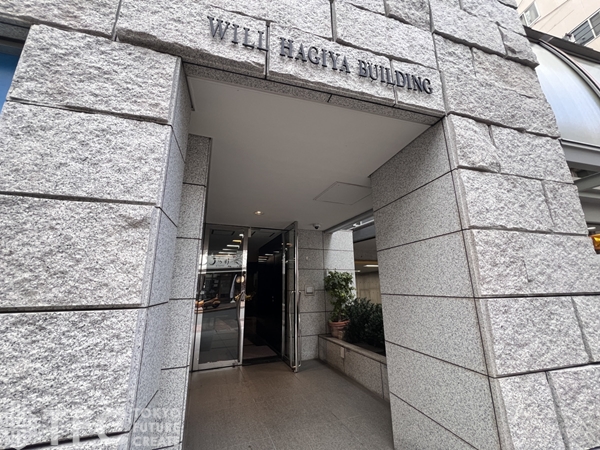 WILL HAGIYA BUILDING
TOKYO
FUTURE
CREATE